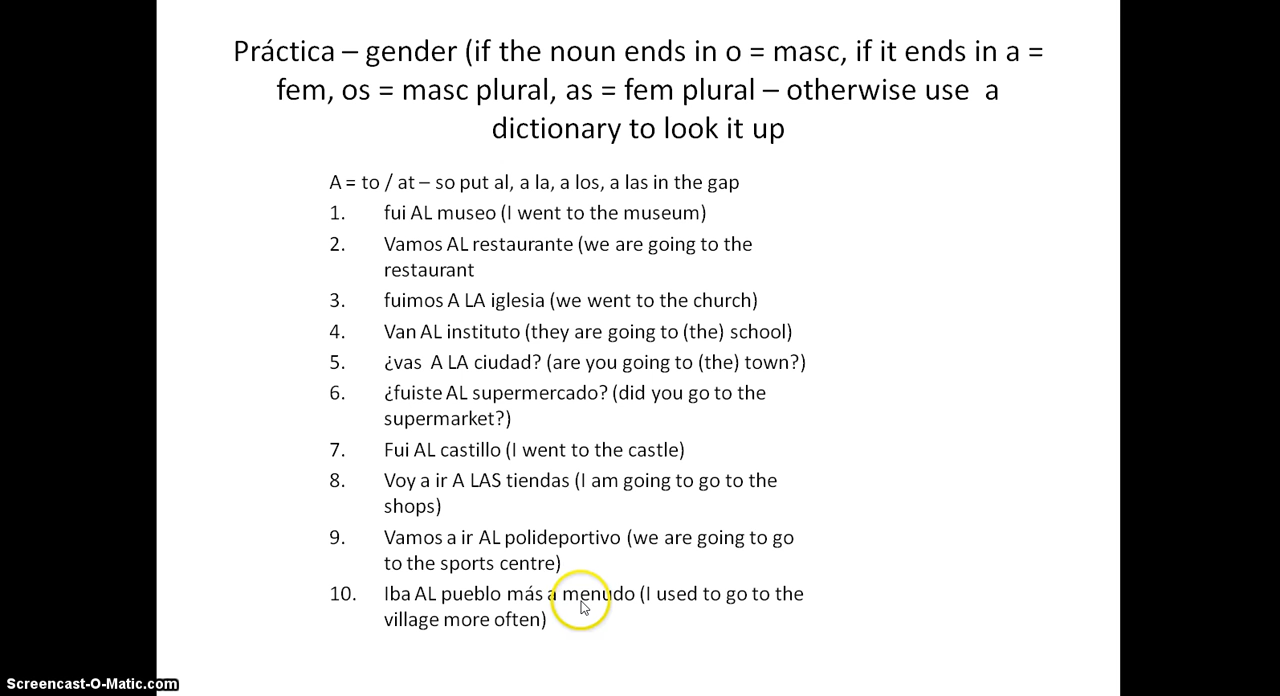 Práctica – gender (if the noun ends in o = masc, if it ends in a =
fem, os = masc plural, as = fem plural – otherwise use  a
dictionary to look it up
A = to / at – so put al, a la, a los, a las in the gap
1. fui AL museo (I went to the museum)
2. Vamos AL restaurante (we are going to the
restaurant
3. fuimos A LA iglesia (we went to the church)
4. Van AL instituto (they are going to (the) school)
5. ¿vas  A LA ciudad? (are you going to (the) town?)
6. ¿fuiste AL supermercado? (did you go to the
supermarket?)
7. Fui AL castillo (I went to the castle)
8. Voy a ir A LAS tiendas (I am going to go to the
shops)
9. Vamos a ir AL polideportivo (we are going to go
to the sports centre)
10. Iba AL pueblo más a menudo (I used to go to the
village more often)
Screencast-O-Matic.com